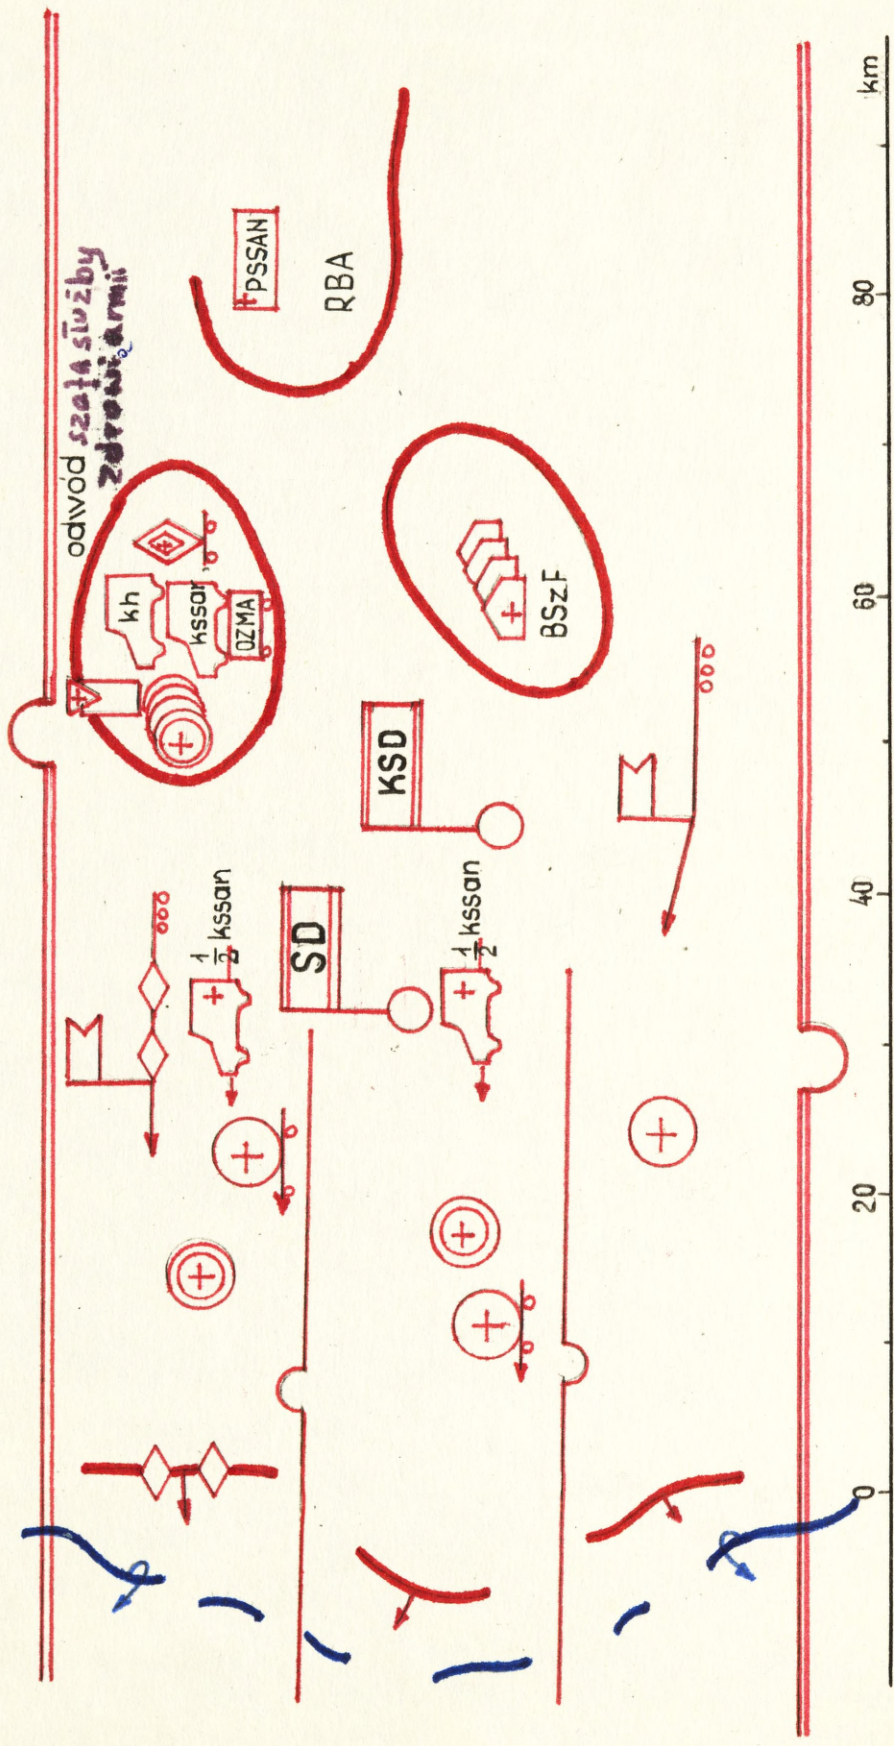 odwód szafa służby
zdrowia armii
kh
kssan
OZMA
PSSAN
RBA
BSzF
KSD
SD
1/2 kssan
1/2 kssan
0
20
40
60
80
km